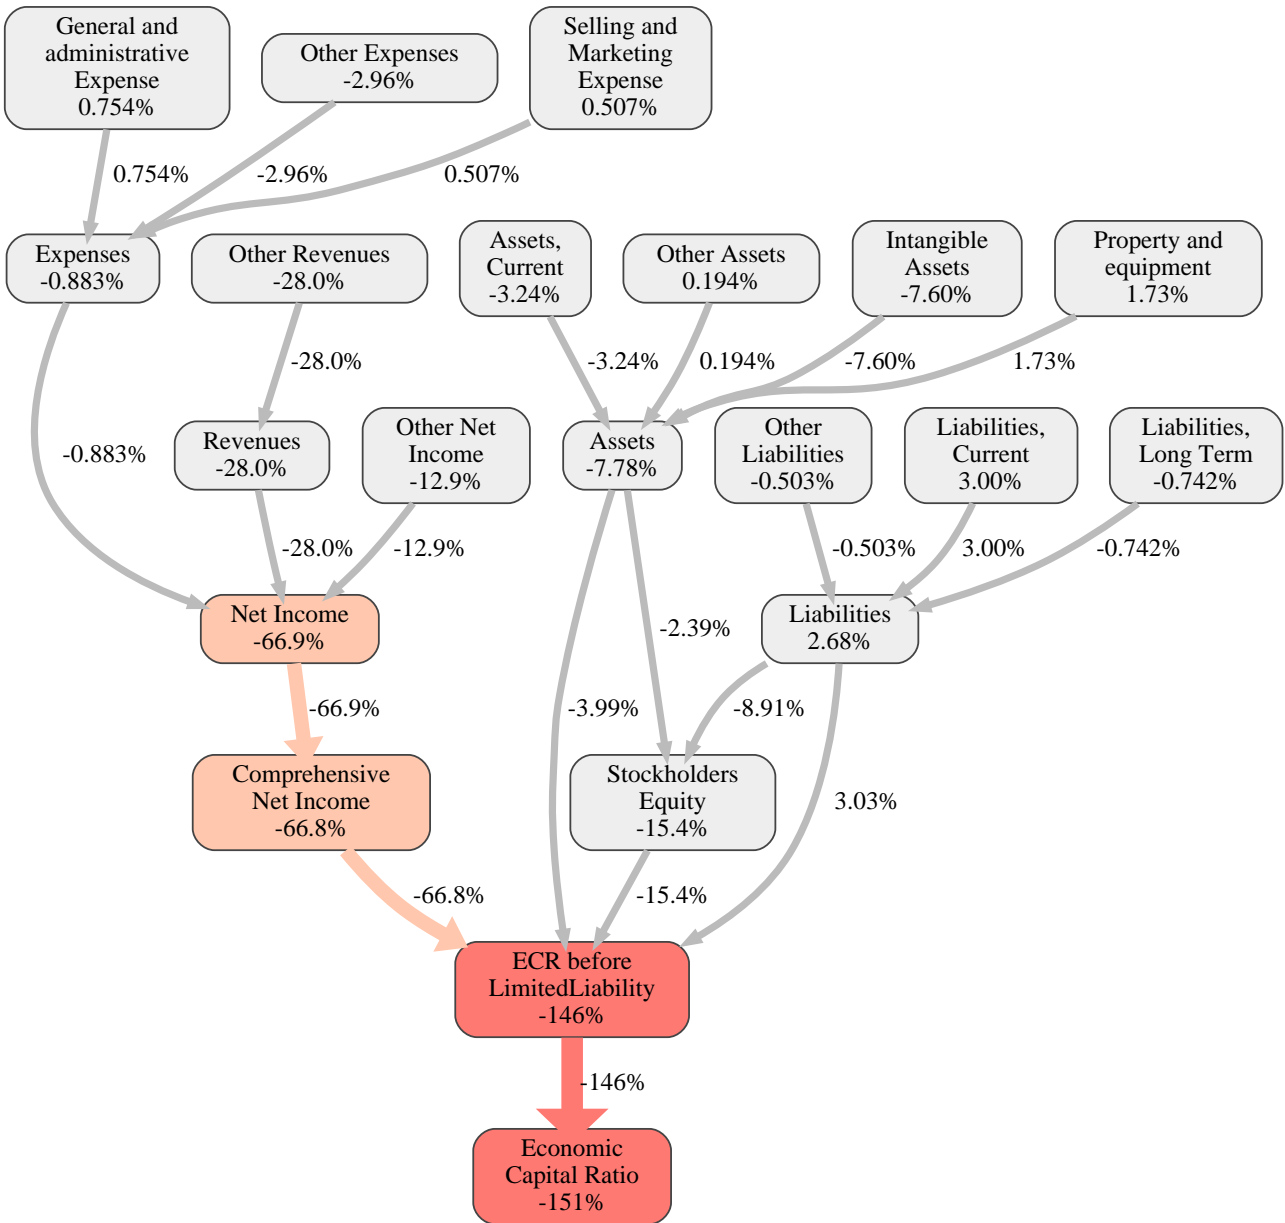 General and
administrative
Expense
0.754%
Other Expenses
-2.96%
Selling and
Marketing
Expense
0.507%
0.754%
-2.96%
0.507%
Expenses
-0.883%
Other Revenues
-28.0%
Assets,
Current
-3.24%
Other Assets
0.194%
Intangible
Assets
-7.60%
Property and
equipment
1.73%
-28.0%
-3.24%
0.194%
-7.60%
1.73%
-0.883%
Revenues
-28.0%
Other Net
Income
-12.9%
Assets
-7.78%
Other
Liabilities
-0.503%
Liabilities,
Current
3.00%
Liabilities,
Long Term
-0.742%
-28.0%
-12.9%
-0.503%
3.00%
-0.742%
Net Income
-66.9%
-2.39%
Liabilities
2.68%
-66.9%
-3.99%
-8.91%
Comprehensive
Net Income
-66.8%
Stockholders
Equity
-15.4%
3.03%
-66.8%
-15.4%
ECR before
LimitedLiability
-146%
-146%
Economic
Capital Ratio
-151%